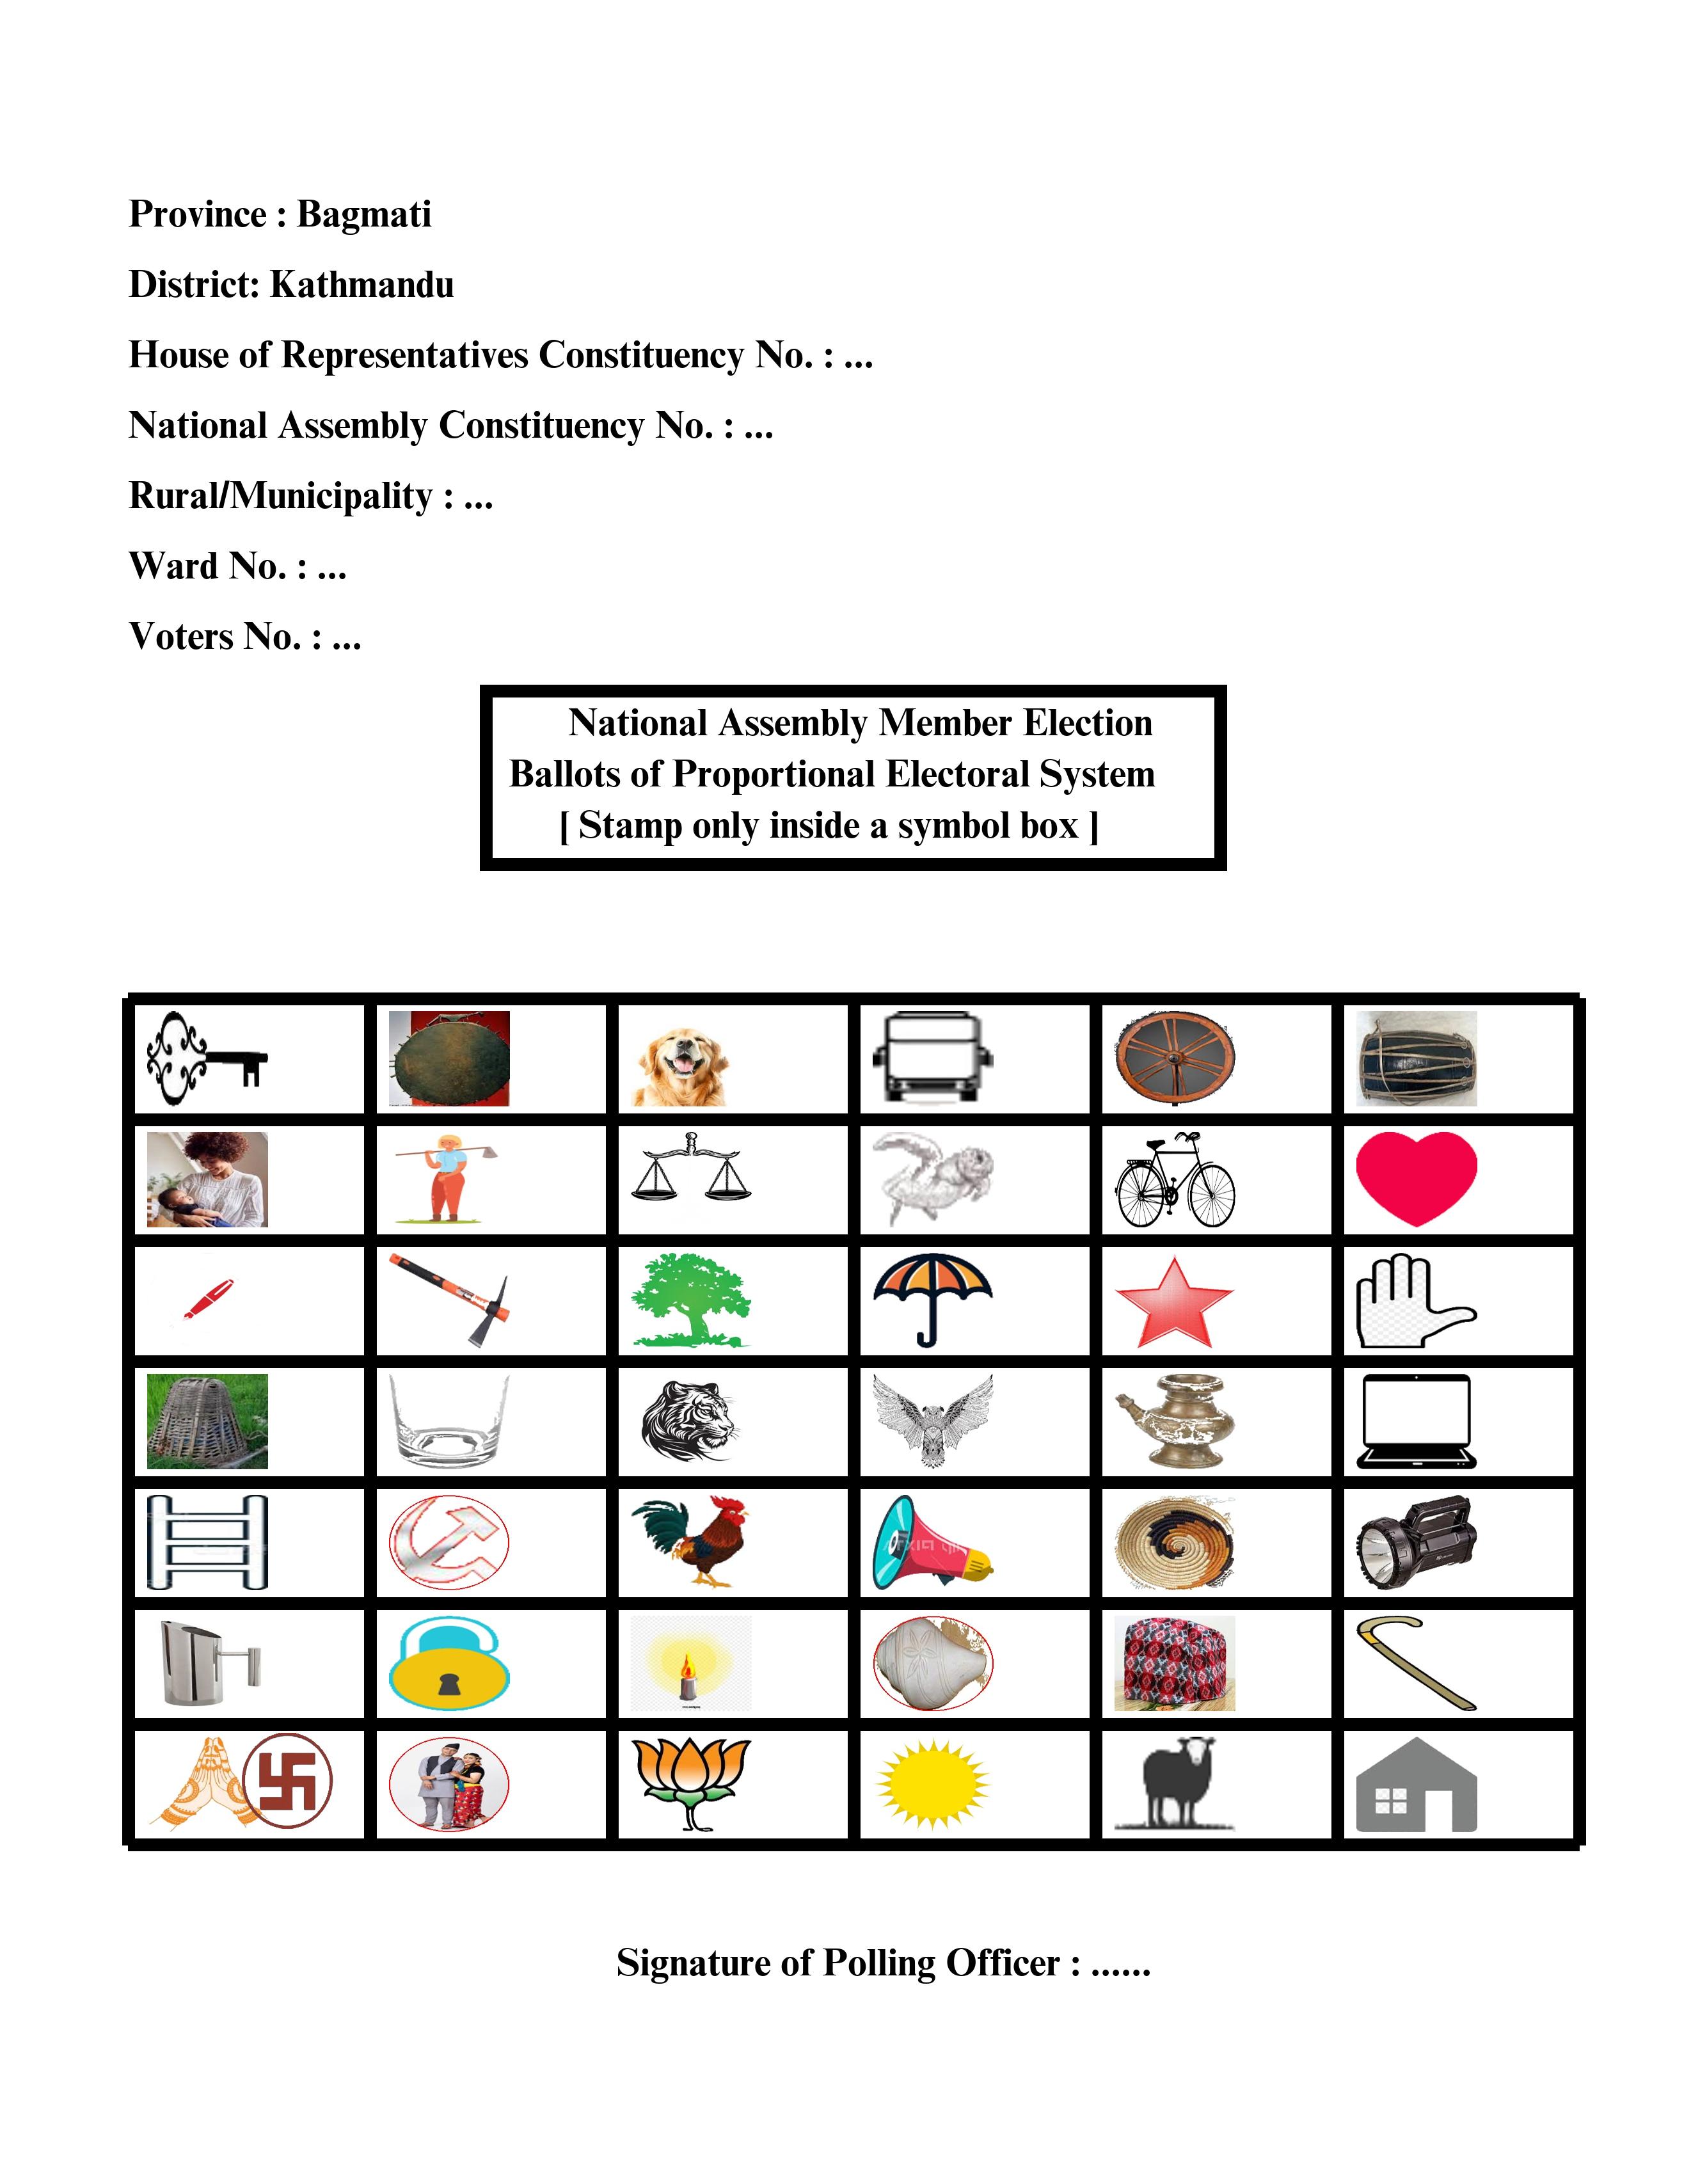 Province : Bagmati
District: Kathmandu
House of Representatives Constituency No. : ...
National Assembly Constituency No. : ...
Rural/Municipality : ...
Ward No. : ...
Voters No. : ...
National Assembly Member Election
Ballots of Proportional Electoral System
[ Stamp only inside a symbol box ]
Signature of Polling Officer : ......